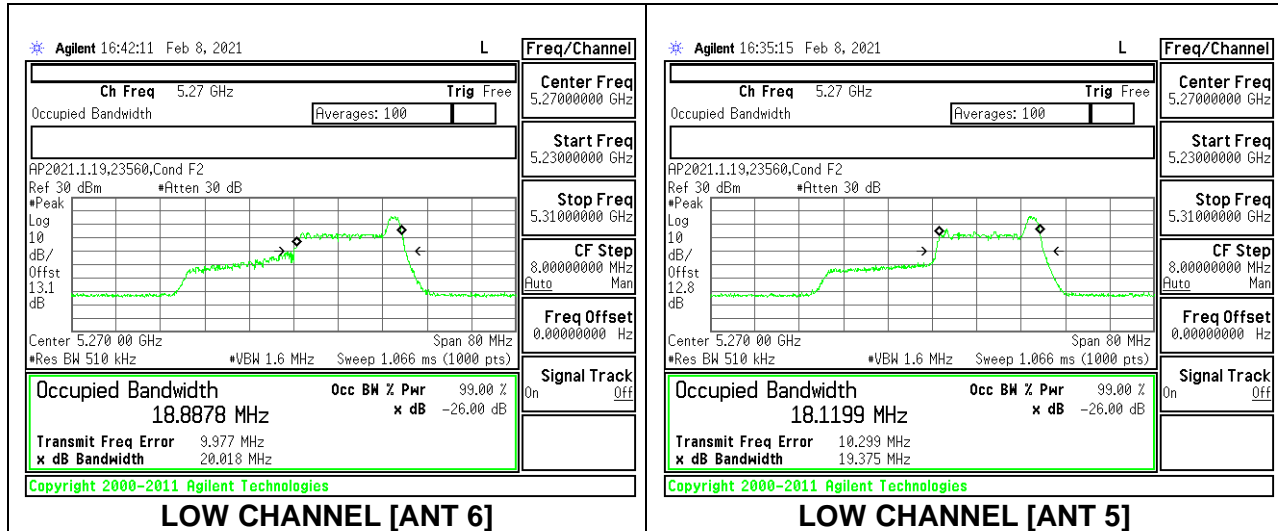 Agilent 16:42:11 Feb 8, 2021 L
Freq/Channel
Ch Freq 5.27 GHz Trig Free
Occupied Bandwidth Averages: 100
AP2021.1.19,23560,Cond F2
Ref 30 dBm #Atten 30 dB
#Peak
Log
10
dB/
Offst
13.1
dB
Center 5.270 00 GHz Span 80 MHz
#Res BW 510 kHz #VBW 1.6 MHz Sweep 1.066 ms (1000 pts)
Occupied Bandwidth Occ BW % Pwr 99.00 %
18.8878 MHz x dB -26.00 dB
Transmit Freq Error 9.977 MHz
x dB Bandwidth 20.018 MHz
Copyright 2000-2011 Agilent Technologies
Center Freq
5.27000000 GHz
Start Freq
5.23000000 GHz
Stop Freq
5.31000000 GHz
CF Step
8.00000000 MHz
Auto Man
Freq Offset
0.00000000 Hz
Signal Track
On Off
LOW CHANNEL [ANT 6]
Agilent 16:35:15 Feb 8, 2021 L
Freq/Channel
Ch Freq 5.27 GHz Trig Free
Occupied Bandwidth Averages: 100
AP2021.1.19,23560,Cond F2
Ref 30 dBm #Atten 30 dB
#Peak
Log
10
dB/
Offst
12.8
dB
Center 5.270 00 GHz Span 80 MHz
#Res BW 510 kHz #VBW 1.6 MHz Sweep 1.066 ms (1000 pts)
Occupied Bandwidth Occ BW % Pwr 99.00 %
18.1199 MHz x dB -26.00 dB
Transmit Freq Error 10.299 MHz
x dB Bandwidth 19.375 MHz
Copyright 2000-2011 Agilent Technologies
Center Freq
5.27000000 GHz
Start Freq
5.23000000 GHz
Stop Freq
5.31000000 GHz
CF Step
8.00000000 MHz
Auto Man
Freq Offset
0.00000000 Hz
Signal Track
On Off
LOW CHANNEL [ANT 5]